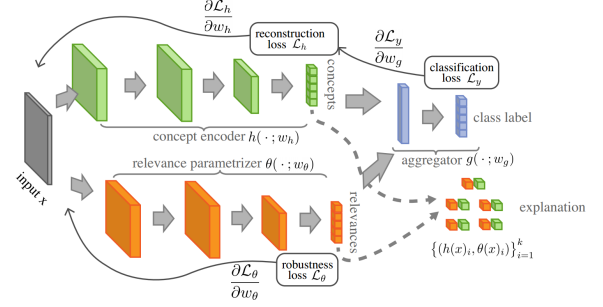 ∂ℒ_h
∂w_h
reconstruction
loss ℒ_h
∂ℒ_y
∂w_g
classification
loss ℒ_y
concepts
class label
concept encoder h( · ; w_h)
aggregator g( · ; w_g)
relevance parametrizer θ( · ; w_θ)
input x
relevances
explanation
{(h(x)_i, θ(x)_i)}_{i=1}^k
robustness
loss ℒ_θ
∂ℒ_θ
∂w_θ